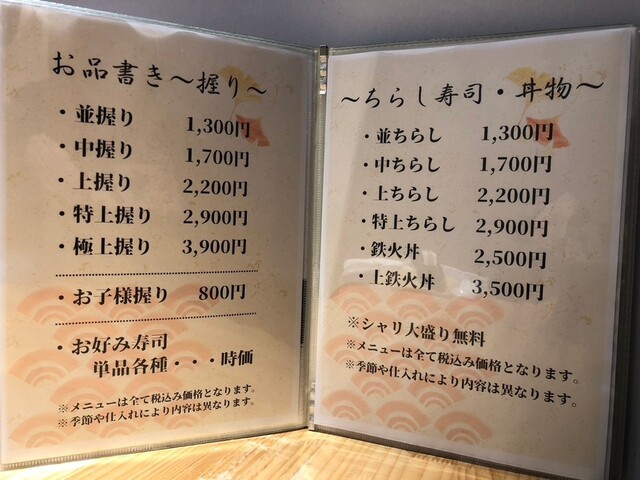 お品書き～握り～
・並握り 1,300円
・中握り 1,700円
・上握り 2,200円
・特上握り 2,900円
・極上握り 3,900円
・お子様握り 800円
・お好み寿司
単品各種・・・時価
※メニューは全て税込み価格となります。
※季節や仕入れにより内容は異なります。
～ちらし寿司・丼物～
・並ちらし 1,300円
・中ちらし 1,700円
・上ちらし 2,200円
・特上ちらし 2,900円
・鉄火丼 2,500円
・上鉄火丼 3,500円
※シャリ大盛り無料
※メニューは全て税込み価格となります。
※季節や仕入れにより内容は異なります。